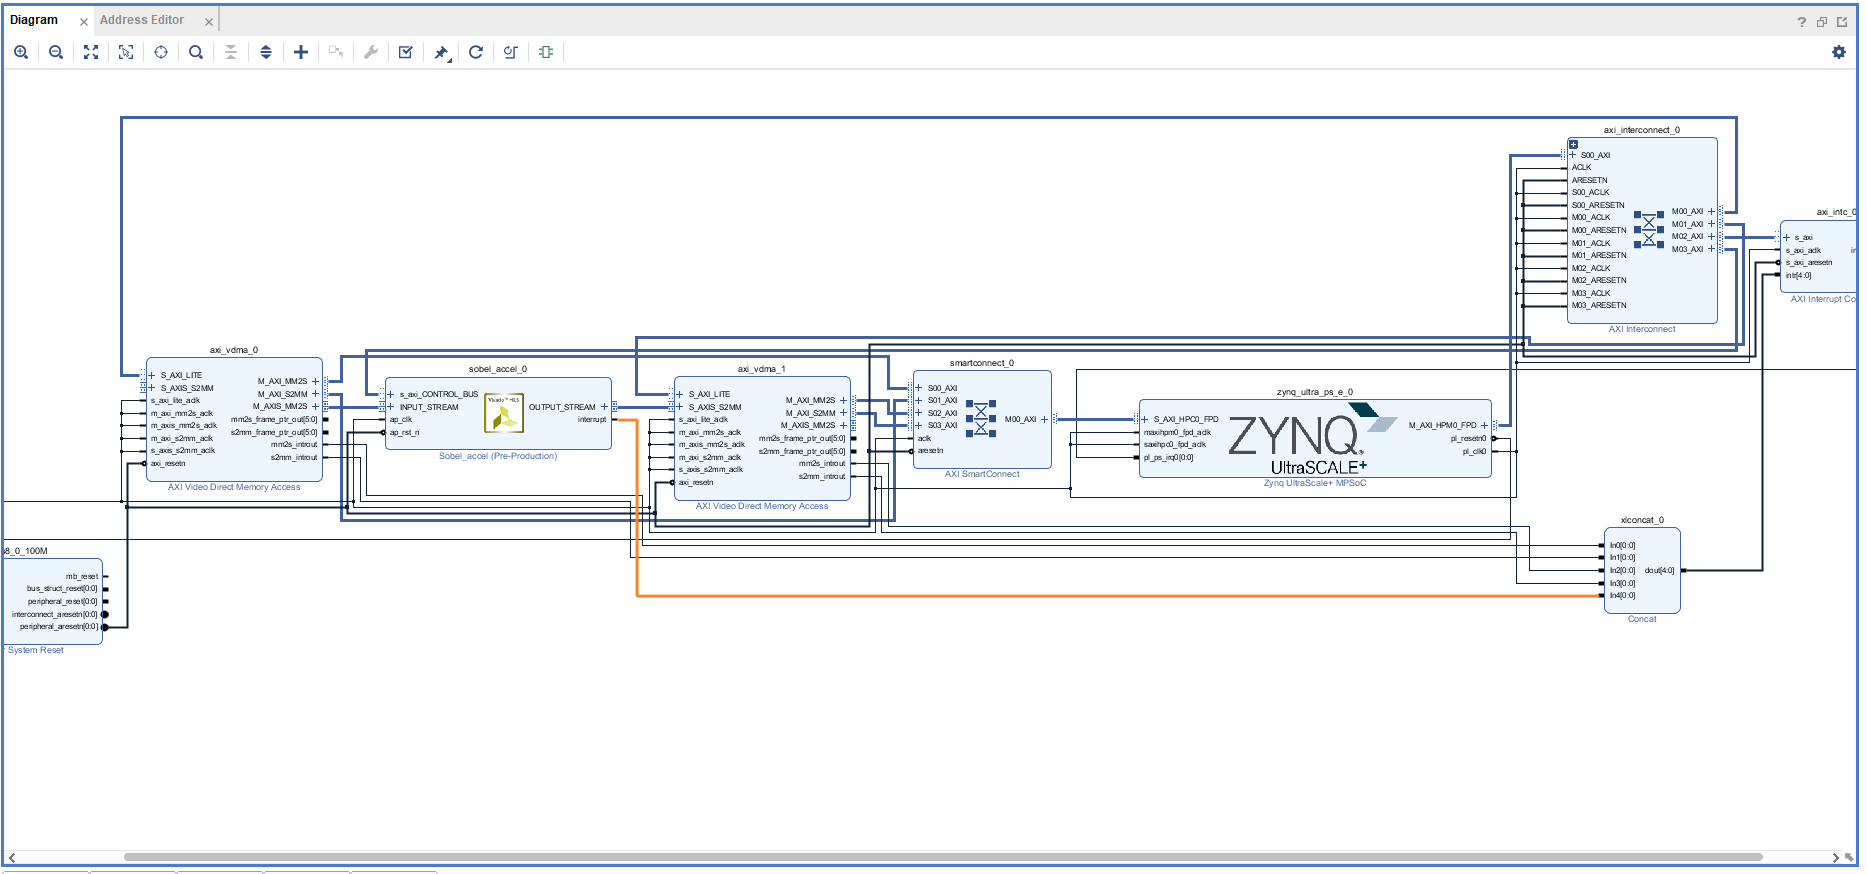 Diagram
Address Editor
axi_interconnect_0
S00_AXI
ACLK
ARESETN
S00_ACLK
S00_ARESETN
M00_ACLK
M00_ARESETN
M01_ACLK
M01_ARESETN
M02_ACLK
M02_ARESETN
M03_ACLK
M03_ARESETN
M00_AXI
M01_AXI
M02_AXI
M03_AXI
AXI Interconnect
axi_intc_0
s_axi
s_axi_aclk
s_axi_aresetn
intr[4:0]
AXI Interrupt Co
axi_vdma_0
S_AXI_LITE
S_AXIS_S2MM
s_axi_lite_aclk
m_axi_mm2s_aclk
m_axis_mm2s_aclk
m_axi_s2mm_aclk
s_axis_s2mm_aclk
axi_resetn
M_AXI_MM2S
M_AXI_S2MM
M_AXIS_MM2S
mm2s_frame_ptr_out[5:0]
s2mm_frame_ptr_out[5:0]
mm2s_introut
s2mm_introut
AXI Video Direct Memory Access
sobel_accel_0
s_axi_CONTROL_BUS
INPUT_STREAM
ap_clk
ap_rst_n
Vivado™ HLS
OUTPUT_STREAM
interrupt
Sobel_accel (Pre-Production)
axi_vdma_1
S_AXI_LITE
S_AXIS_S2MM
s_axi_lite_aclk
m_axi_mm2s_aclk
m_axis_mm2s_aclk
m_axi_s2mm_aclk
s_axis_s2mm_aclk
axi_resetn
M_AXI_MM2S
M_AXI_S2MM
M_AXIS_MM2S
mm2s_frame_ptr_out[5:0]
s2mm_frame_ptr_out[5:0]
mm2s_introut
s2mm_introut
AXI Video Direct Memory Access
smartconnect_0
S00_AXI
S01_AXI
S02_AXI
S03_AXI
aclk
aresetn
M00_AXI
AXI SmartConnect
zynq_ultra_ps_e_0
S_AXI_HPC0_FPD
maxihpm0_fpd_aclk
saxihpc0_fpd_aclk
pl_ps_irq0[0:0]
ZYNQ
UltraSCALE+
M_AXI_HPM0_FPD
pl_resetn0
pl_clk0
Zynq UltraScale+ MPSoC
xlconcat_0
In0[0:0]
In1[0:0]
In2[0:0]
In3[0:0]
In4[0:0]
dout[4:0]
Concat
8_0_100M
mb_reset
bus_struct_reset[0:0]
peripheral_reset[0:0]
interconnect_aresetn[0:0]
peripheral_aresetn[0:0]
System Reset